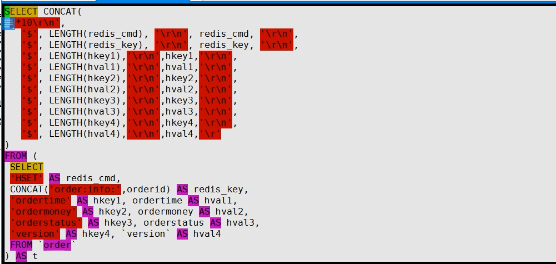 SELECT CONCAT(
"*10\r\n",
'$', LENGTH(redis_cmd), '\r\n', redis_cmd, '\r\n',
'$', LENGTH(redis_key), '\r\n', redis_key, '\r\n',
'$', LENGTH(hkey1),'\r\n',hkey1,'\r\n',
'$', LENGTH(hval1),'\r\n',hval1,'\r\n',
'$', LENGTH(hkey2),'\r\n',hkey2,'\r\n',
'$', LENGTH(hval2),'\r\n',hval2,'\r\n',
'$', LENGTH(hkey3),'\r\n',hkey3,'\r\n',
'$', LENGTH(hval3),'\r\n',hval3,'\r\n',
'$', LENGTH(hkey4),'\r\n',hkey4,'\r\n',
'$', LENGTH(hval4),'\r\n',hval4,'\r'
)
FROM (
SELECT
'HSET' AS redis_cmd,
CONCAT('order:info:',orderid) AS redis_key,
'ordertime' AS hkey1, ordertime AS hval1,
'ordermoney' AS hkey2, ordermoney AS hval2,
'orderstatus' AS hkey3, orderstatus AS hval3,
'version' AS hkey4, `version` AS hval4
FROM `order`
) AS t